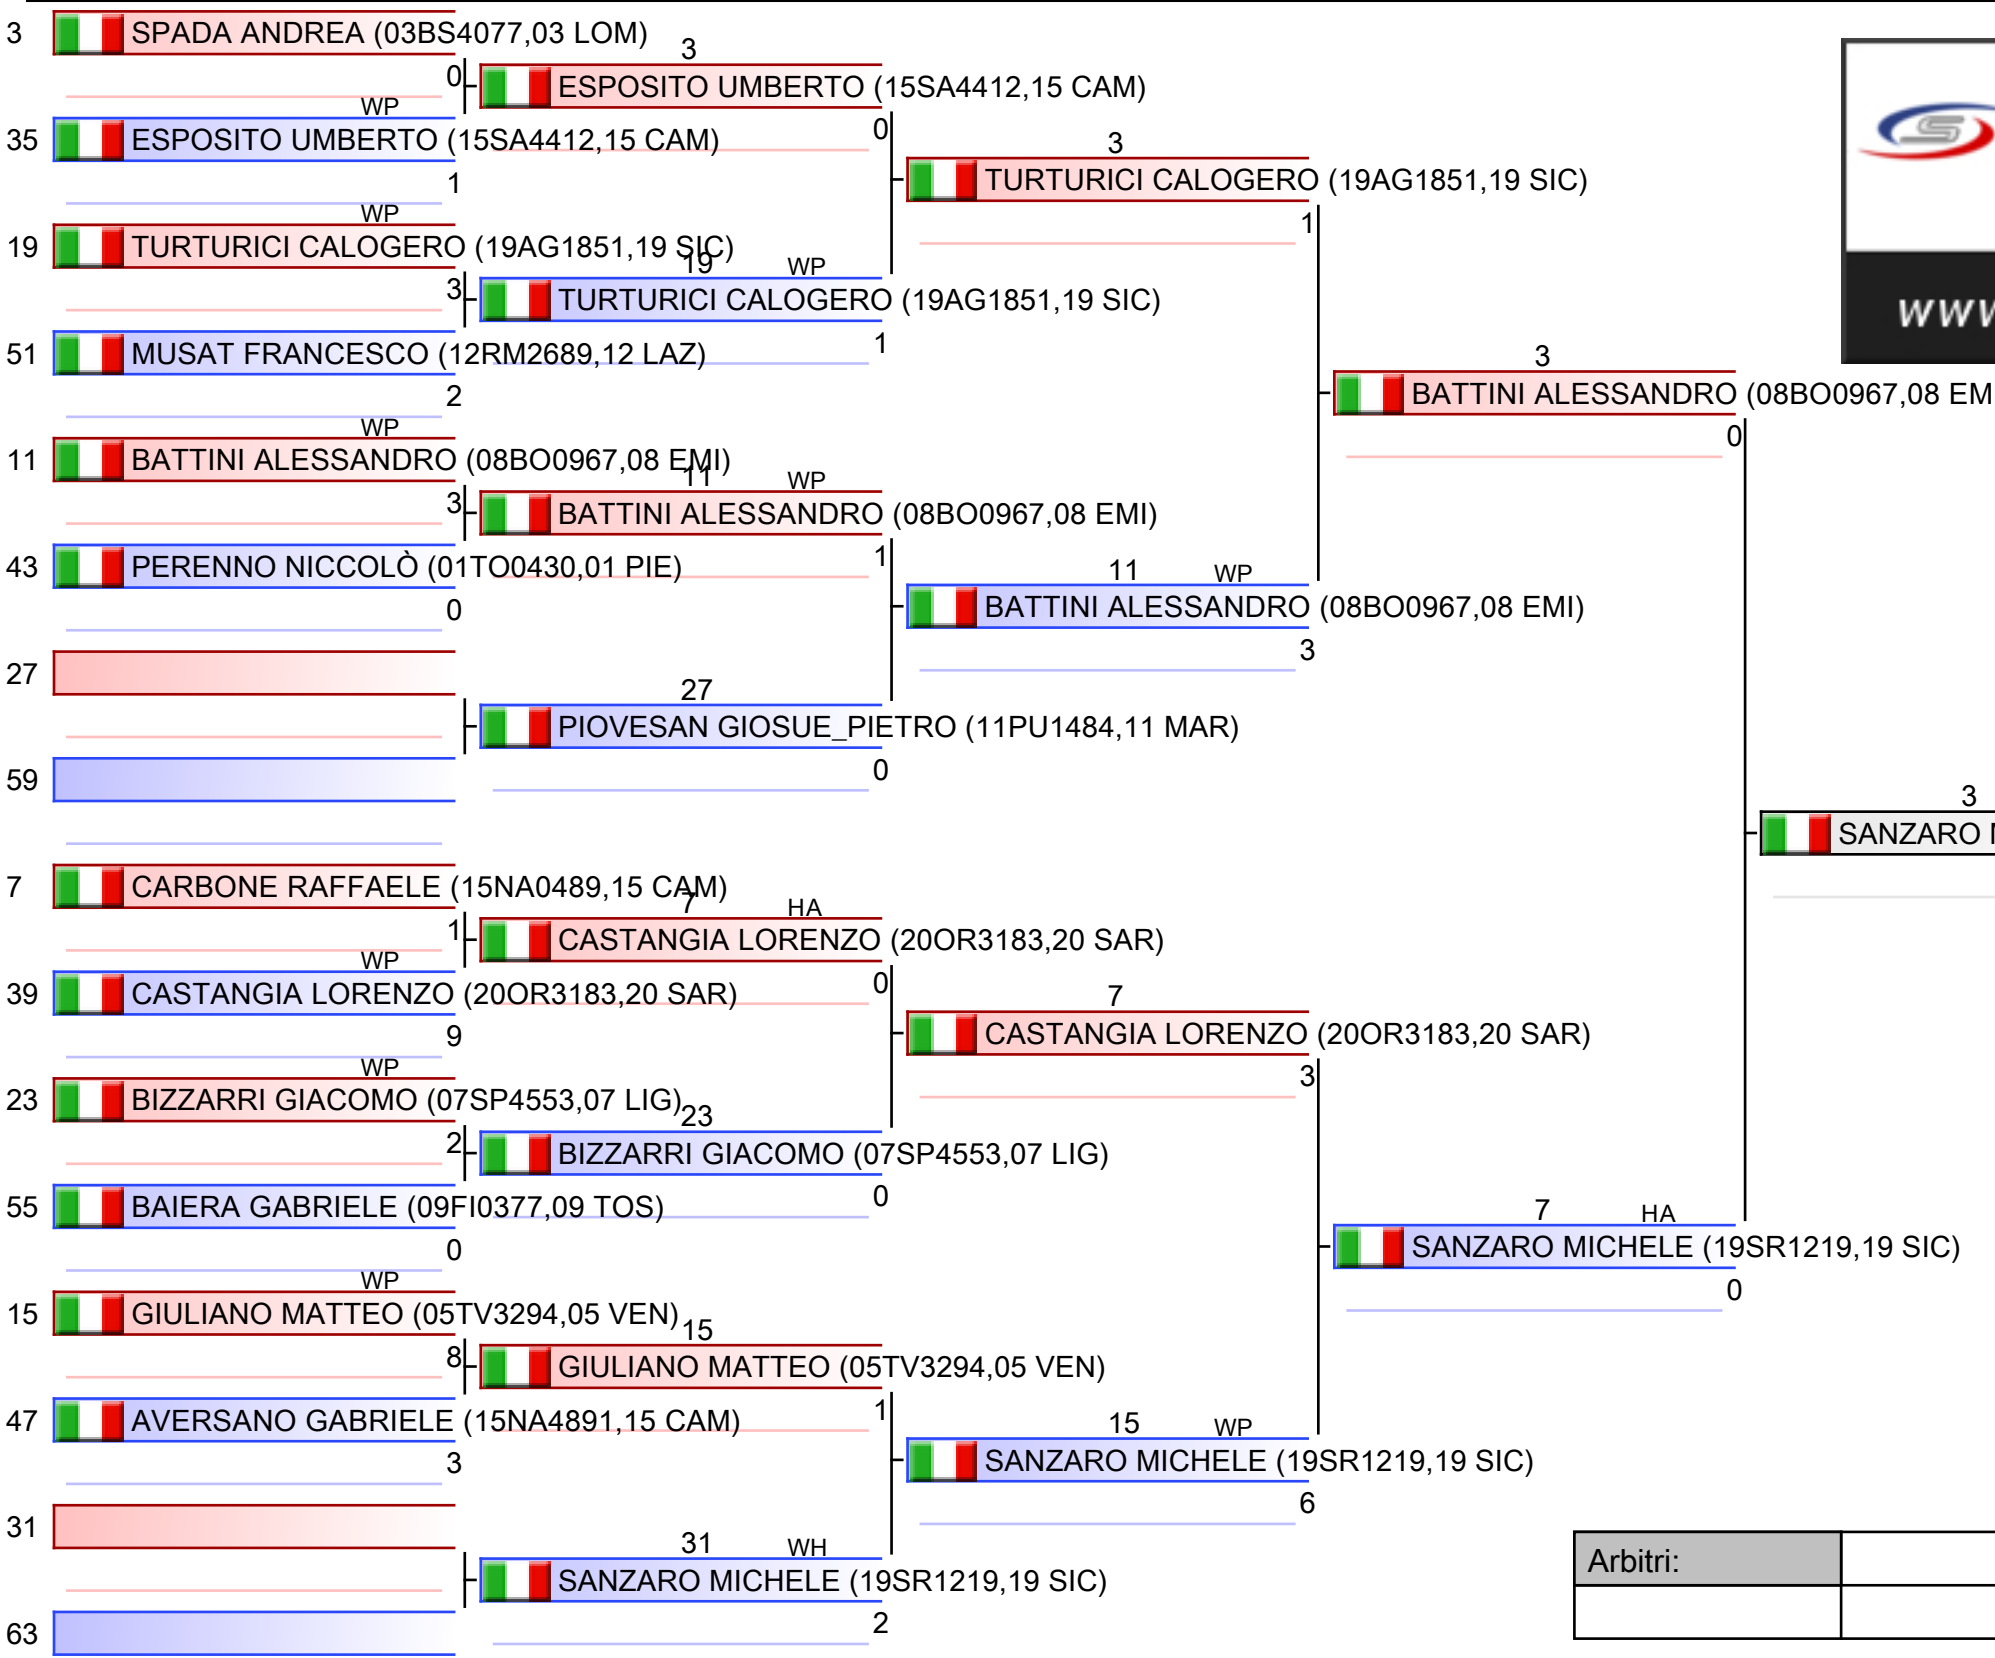 3 SPADA ANDREA (03BS4077,03 LOM)
3
0 ESPOSITO UMBERTO (15SA4412,15 CAM)
WP
35 ESPOSITO UMBERTO (15SA4412,15 CAM)
0
3
1
TURTURICI CALOGERO (19AG1851,19 SIC)
WP
1
19 TURTURICI CALOGERO (19AG1851,19 SIC)
19 WP
3 TURTURICI CALOGERO (19AG1851,19 SIC)
www
51 MUSAT FRANCESCO (12RM2689,12 LAZ)
1
3
2
BATTINI ALESSANDRO (08BO0967,08 EM
WP
0
11 BATTINI ALESSANDRO (08BO0967,08 EMI)
11 WP
3 BATTINI ALESSANDRO (08BO0967,08 EMI)
43 PERENNO NICCOLÒ (01TO0430,01 PIE)
1
11 WP
0
BATTINI ALESSANDRO (08BO0967,08 EMI)
3
27
27
PIOVESAN GIOSUE_PIETRO (11PU1484,11 MAR)
59
0
3
SANZARO
7 CARBONE RAFFAELE (15NA0489,15 CAM)
7 HA
1 CASTANGIA LORENZO (20OR3183,20 SAR)
WP
39 CASTANGIA LORENZO (20OR3183,20 SAR)
0
7
9
CASTANGIA LORENZO (20OR3183,20 SAR)
WP
3
23 BIZZARRI GIACOMO (07SP4553,07 LIG)
23
2 BIZZARRI GIACOMO (07SP4553,07 LIG)
55 BAIERA GABRIELE (09FI0377,09 TOS)
0
7 HA
0
SANZARO MICHELE (19SR1219,19 SIC)
WP
0
15 GIULIANO MATTEO (05TV3294,05 VEN)
15
8 GIULIANO MATTEO (05TV3294,05 VEN)
47 AVERSANO GABRIELE (15NA4891,15 CAM)
1
15 WP
3
SANZARO MICHELE (19SR1219,19 SIC)
6
31
31 WH
Arbitri:
SANZARO MICHELE (19SR1219,19 SIC)
63
2